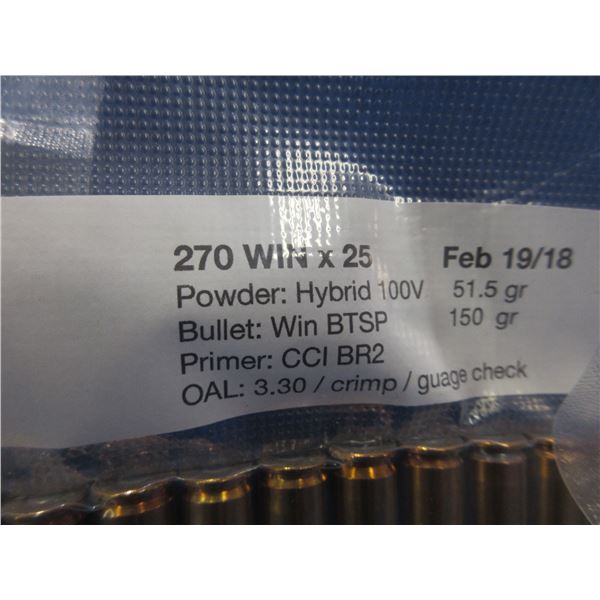 270 WIN x 25 Feb 19/18
Powder: Hybrid 100V 51.5 gr
Bullet: Win BTSP 150 gr
Primer: CCI BR2
OAL: 3.30 / crimp / guage check